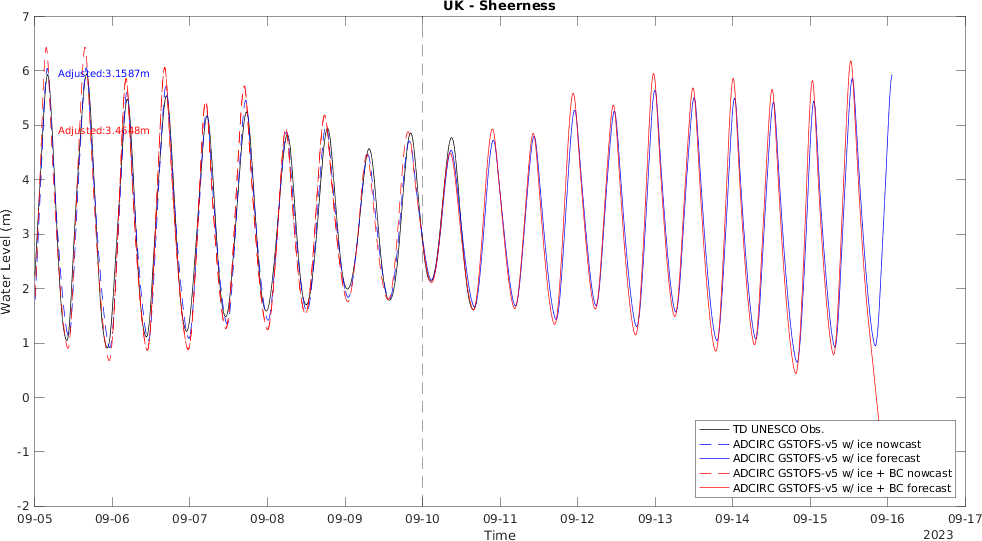 UK - Sheerness
7
6
5
4
3
2
1
0
-1
-2
Water Level (m)
Adjusted:3.1587m
Adjusted:3.4648m
TD UNESCO Obs.
ADCIRC GSTOFS-v5 w/ ice nowcast
ADCIRC GSTOFS-v5 w/ ice forecast
ADCIRC GSTOFS-v5 w/ ice + BC nowcast
ADCIRC GSTOFS-v5 w/ ice + BC forecast
09-05 09-06 09-07 09-08 09-09 09-10 09-11 09-12 09-13 09-14 09-15 09-16 09-17
Time
2023